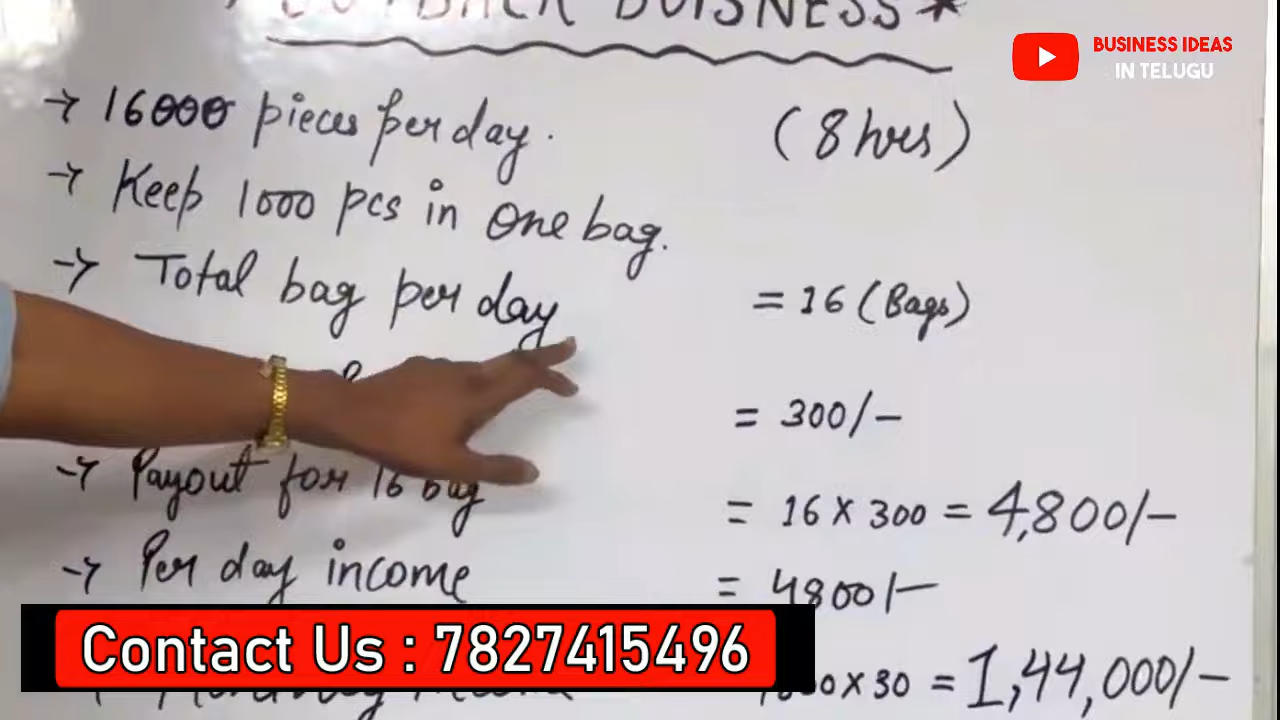 BUISNESS*
BUSINESS IDEAS
IN TELUGU
→ 16000 pieces per day. (8 hrs)
→ Keep 1000 pcs in One bag.
→ Total bag per day = 16 (Bags)
= 300/-
→ Payout for 16 bag = 16 x 300 = 4,800/-
→ Per day income = 4800/-
Contact Us : 7827415496
x 30 = 1,44,000/-